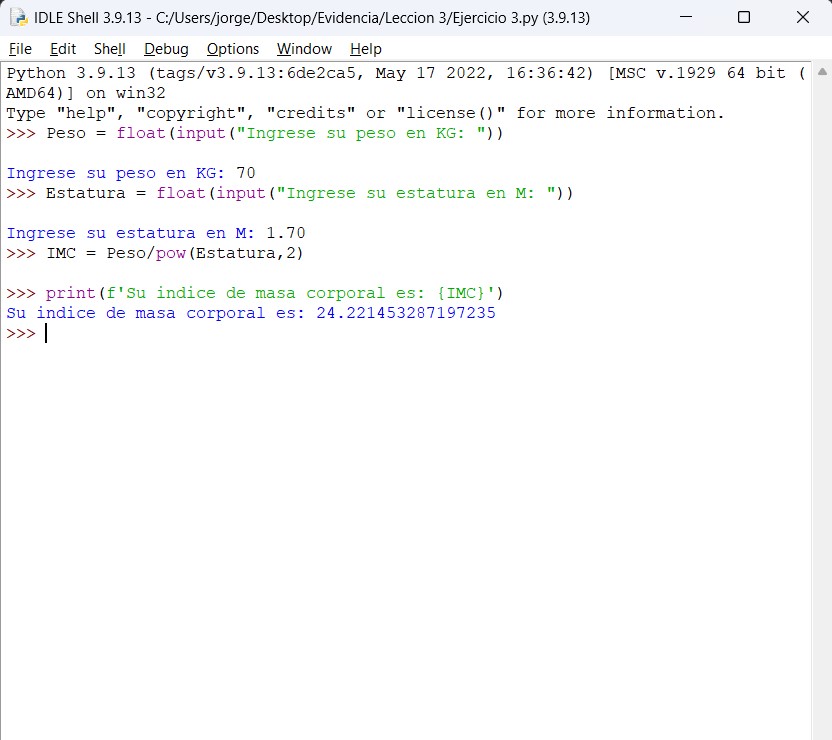 IDLE Shell 3.9.13 - C:/Users/jorge/Desktop/Evidencia/Leccion 3/Ejercicio 3.py (3.9.13)
File Edit Shell Debug Options Window Help
Python 3.9.13 (tags/v3.9.13:6de2ca5, May 17 2022, 16:36:42) [MSC v.1929 64 bit (
AMD64)] on win32
Type "help", "copyright", "credits" or "license()" for more information.
>>> Peso = float(input("Ingrese su peso en KG: "))
Ingrese su peso en KG: 70
>>> Estatura = float(input("Ingrese su estatura en M: "))
Ingrese su estatura en M: 1.70
>>> IMC = Peso/pow(Estatura,2)
>>> print(f'Su indice de masa corporal es: {IMC}')
Su indice de masa corporal es: 24.221453287197235
>>>